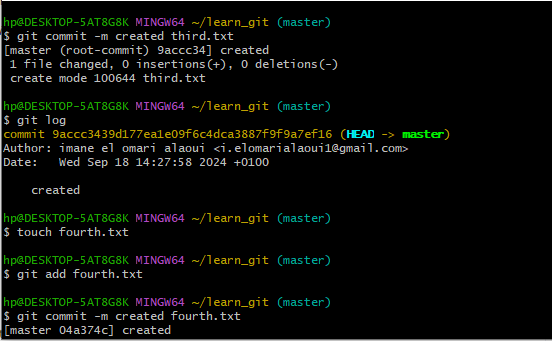 hp@DESKTOP-5AT8G8K MINGW64 ~/learn_git (master)
$ git commit -m created third.txt
[master (root-commit) 9accc34] created
 1 file changed, 0 insertions(+), 0 deletions(-)
 create mode 100644 third.txt

hp@DESKTOP-5AT8G8K MINGW64 ~/learn_git (master)
$ git log
commit 9accc3439d177ea1e09f6c4dca3887f9f9a7ef16 (HEAD -> master)
Author: imane el omari alaoui <i.elomarialaoui1@gmail.com>
Date:   Wed Sep 18 14:27:58 2024 +0100

    created

hp@DESKTOP-5AT8G8K MINGW64 ~/learn_git (master)
$ touch fourth.txt

hp@DESKTOP-5AT8G8K MINGW64 ~/learn_git (master)
$ git add fourth.txt

hp@DESKTOP-5AT8G8K MINGW64 ~/learn_git (master)
$ git commit -m created fourth.txt
[master 04a374c] created